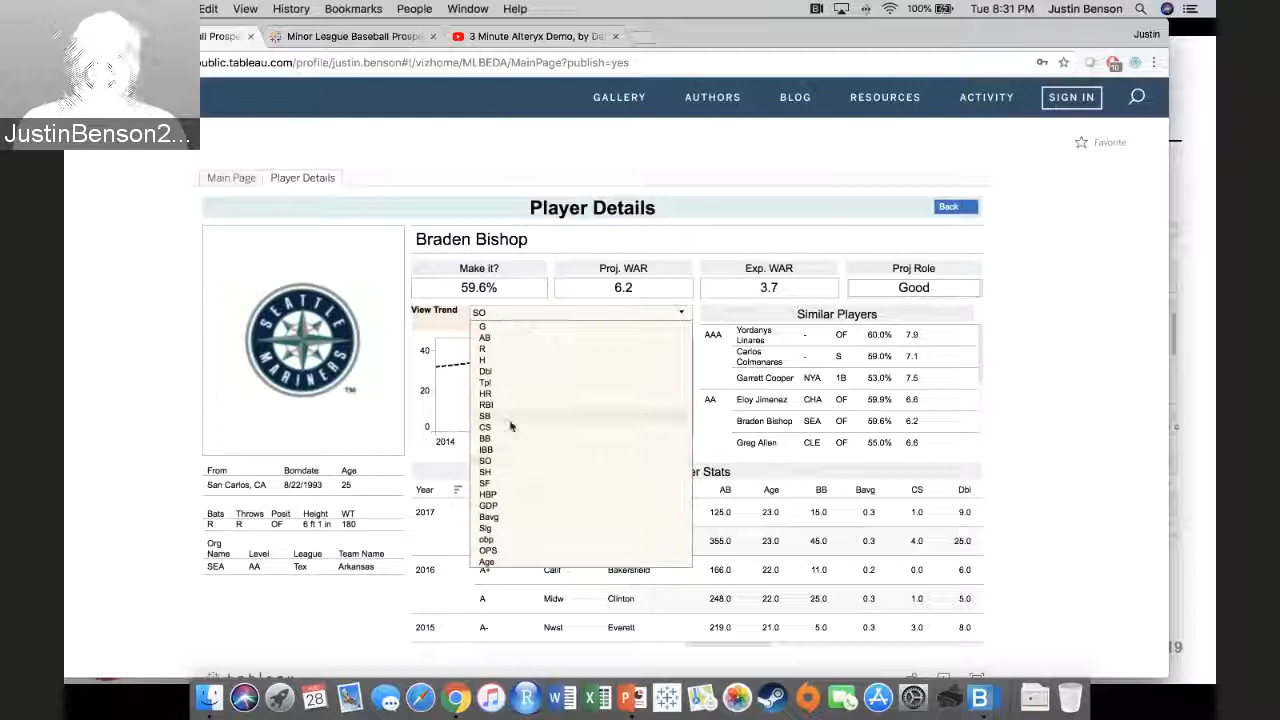 Edit View History Bookmarks People Window Help 100% Tue 8:31 PM Justin Benson
Justin
Minor League Baseball Prosp 3 Minute Alteryx Demo, by Da
public.tableau.com/profile/justin.benson#!/vizhome/MLBEDA/MainPage?publish=yes
JustinBenson2...
GALLERY AUTHORS BLOG RESOURCES ACTIVITY SIGN IN
Favorite
Main Page Player Details
Player Details Back
Braden Bishop
Make it? Proj. WAR Exp. WAR Proj Role
59.6% 6.2 3.7 Good
View Trend SO Similar Players
G
AB
R
H
Dbl
Tpl
HR
RBI
SB
CS
BB
IBB
SO
SH
SF
HBP
GDP
Bavg
Slg
obp
OPS
Age
40
20
0
2014
AAA Yordanys Linares - OF 60.0% 7.9
Carlos Colmenares - S 59.0% 7.1
Garrett Cooper NYA 1B 53.0% 7.5
AA Eloy Jimenez CHA OF 59.9% 6.6
Braden Bishop SEA OF 59.6% 6.2
Greg Allen CLE OF 55.0% 6.6
SEATTLE
MARINERS
TM
From Borndate Age
San Carlos, CA 8/22/1993 25
Bats Throws Posit Height WT
R R OF 6 ft 1 in 180
Org Name Level League Team Name
SEA AA Tex Arkansas
er Stats
Year AB Age BB Bavg CS Dbl
2017 125.0 23.0 15.0 0.3 1.0 9.0
355.0 23.0 45.0 0.3 4.0 25.0
2016 A+ Calif Bakersfield 166.0 22.0 11.0 0.2 0.0 6.0
A Midw Clinton 248.0 22.0 25.0 0.3 1.0 5.0
2015 A- Nwst Everett 219.0 21.0 5.0 0.3 3.0 8.0
19